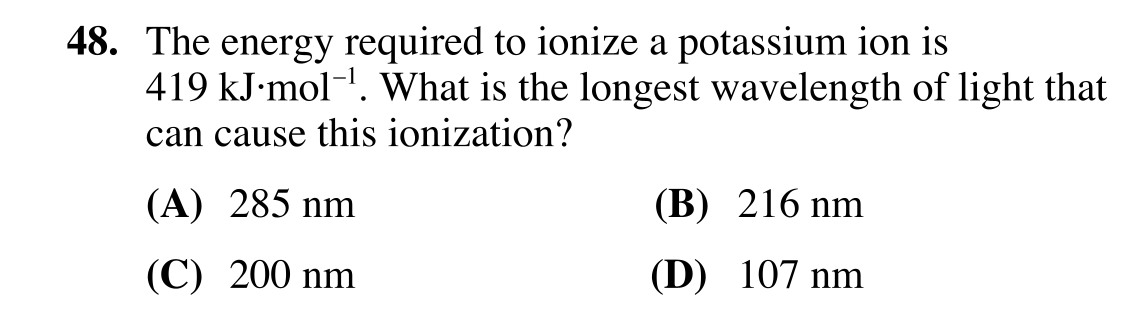 48. The energy required to ionize a potassium ion is
419 kJ·mol⁻¹. What is the longest wavelength of light that
can cause this ionization?
(A) 285 nm (B) 216 nm
(C) 200 nm (D) 107 nm